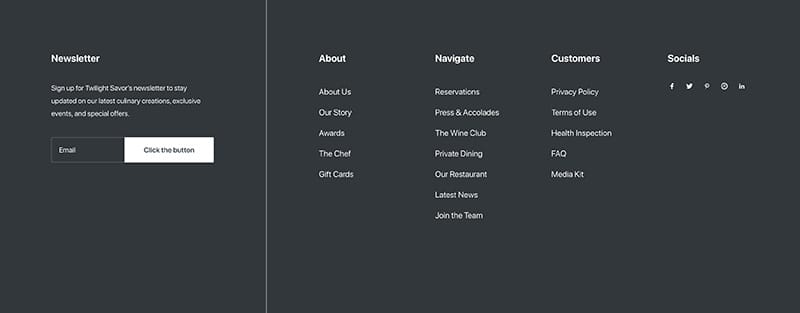 Newsletter
Sign up for Twilight Savor's newsletter to stay
updated on our latest culinary creations, exclusive
events, and special offers.
Email
Click the button
About
About Us
Our Story
Awards
The Chef
Gift Cards
Navigate
Reservations
Press & Accolades
The Wine Club
Private Dining
Our Restaurant
Latest News
Join the Team
Customers
Privacy Policy
Terms of Use
Health Inspection
FAQ
Media Kit
Socials